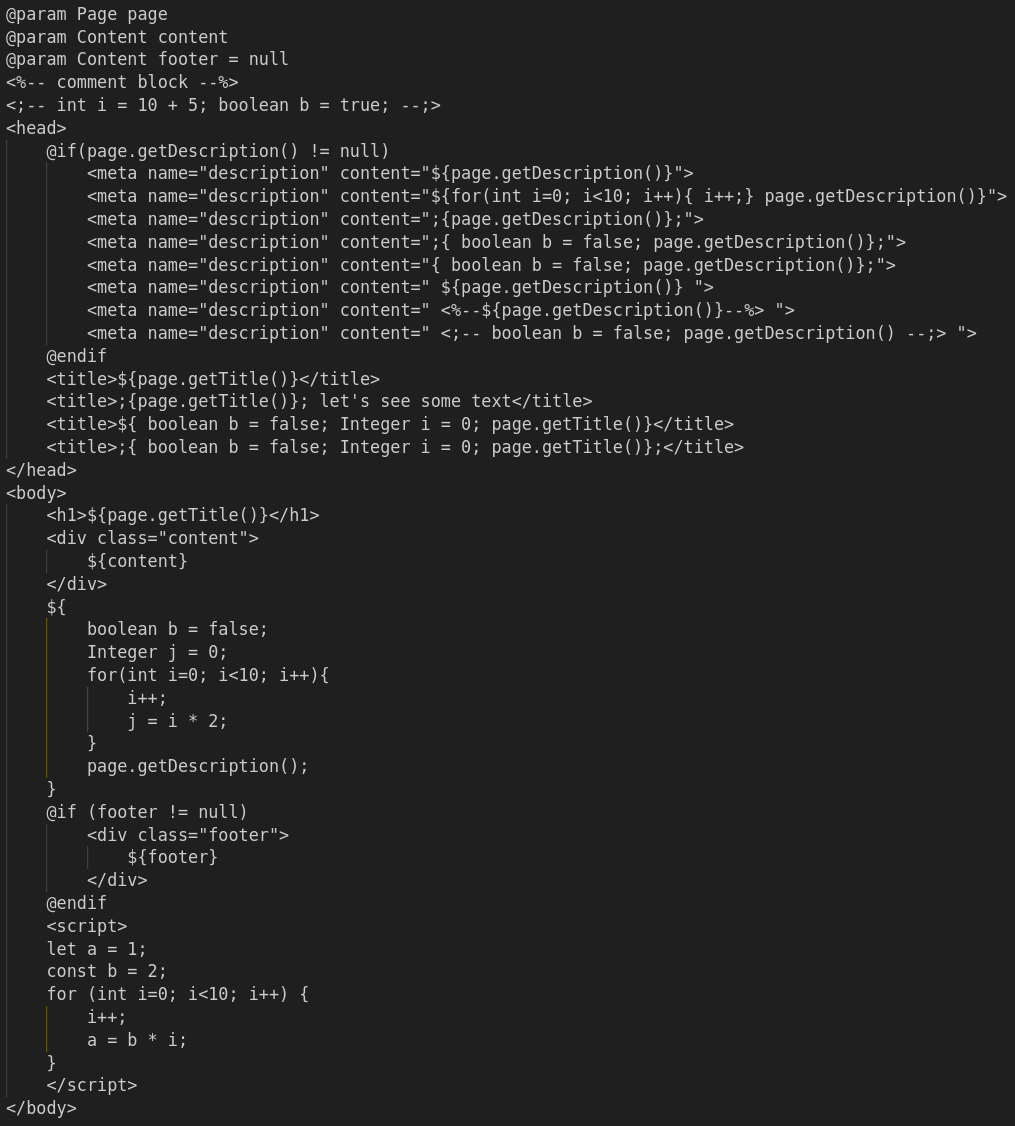 @param Page page
@param Content content
@param Content footer = null
<%-- comment block --%>
<;-- int i = 10 + 5; boolean b = true; --;>
<head>
    @if(page.getDescription() != null)
        <meta name="description" content="${page.getDescription()}">
        <meta name="description" content="${for(int i=0; i<10; i++){ i++;} page.getDescription()}">
        <meta name="description" content=";{page.getDescription()};">
        <meta name="description" content=";{ boolean b = false; page.getDescription()};">
        <meta name="description" content="{ boolean b = false; page.getDescription()};">
        <meta name="description" content=" ${page.getDescription()} ">
        <meta name="description" content=" <%--${page.getDescription()}--%> ">
        <meta name="description" content=" <;-- boolean b = false; page.getDescription() --;> ">
    @endif
    <title>${page.getTitle()}</title>
    <title>;{page.getTitle()}; let's see some text</title>
    <title>${ boolean b = false; Integer i = 0; page.getTitle()}</title>
    <title>;{ boolean b = false; Integer i = 0; page.getTitle()};</title>
</head>
<body>
    <h1>${page.getTitle()}</h1>
    <div class="content">
        ${content}
    </div>
    ${
        boolean b = false;
        Integer j = 0;
        for(int i=0; i<10; i++){
            i++;
            j = i * 2;
        }
        page.getDescription();
    }
    @if (footer != null)
        <div class="footer">
            ${footer}
        </div>
    @endif
    <script>
    let a = 1;
    const b = 2;
    for (int i=0; i<10; i++) {
        i++;
        a = b * i;
    }
    </script>
</body>